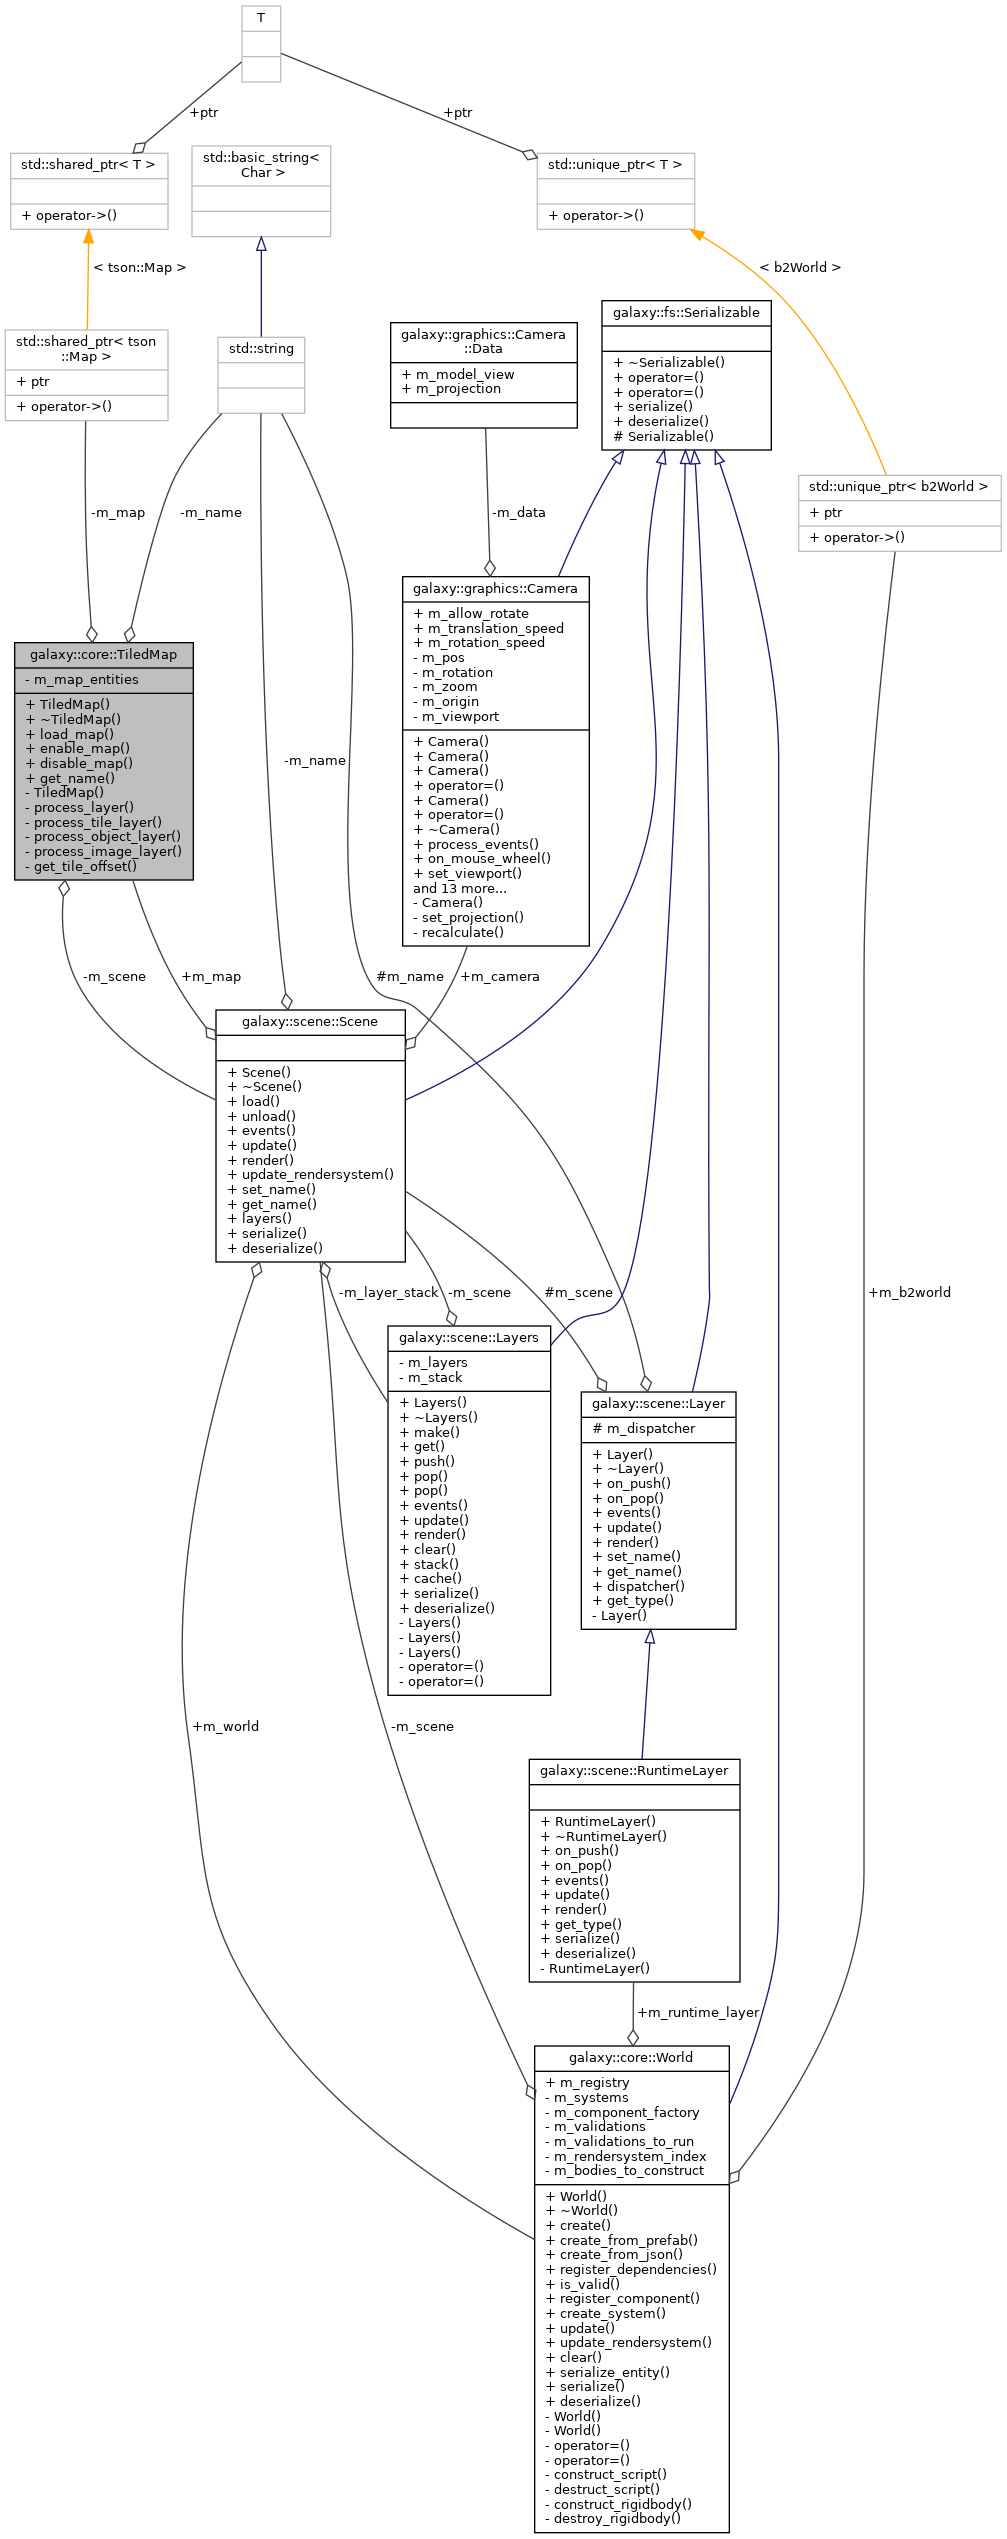 T
+ptr
+ptr
std::shared_ptr< T >
+ operator->()
std::basic_string<
Char >
std::unique_ptr< T >
+ operator->()
< tson::Map >
< b2World >
std::shared_ptr< tson
::Map >
+ ptr
+ operator->()
std::string
galaxy::graphics::Camera
::Data
+ m_model_view
+ m_projection
galaxy::fs::Serializable
+ ~Serializable()
+ operator=()
+ operator=()
+ serialize()
+ deserialize()
# Serializable()
std::unique_ptr< b2World >
+ ptr
+ operator->()
-m_map
-m_name
-m_data
galaxy::core::TiledMap
- m_map_entities
+ TiledMap()
+ ~TiledMap()
+ load_map()
+ enable_map()
+ disable_map()
+ get_name()
- TiledMap()
- process_layer()
- process_tile_layer()
- process_object_layer()
- process_image_layer()
- get_tile_offset()
-m_name
galaxy::graphics::Camera
+ m_allow_rotate
+ m_translation_speed
+ m_rotation_speed
- m_pos
- m_rotation
- m_zoom
- m_origin
- m_viewport
+ Camera()
+ Camera()
+ Camera()
+ operator=()
+ Camera()
+ operator=()
+ ~Camera()
+ process_events()
+ on_mouse_wheel()
+ set_viewport()
and 13 more...
- Camera()
- set_projection()
- recalculate()
-m_scene
+m_map
#m_name
+m_camera
galaxy::scene::Scene
+ Scene()
+ ~Scene()
+ load()
+ unload()
+ events()
+ update()
+ render()
+ update_rendersystem()
+ set_name()
+ get_name()
+ layers()
+ serialize()
+ deserialize()
-m_layer_stack
-m_scene
#m_scene
+m_b2world
galaxy::scene::Layers
- m_layers
- m_stack
+ Layers()
+ ~Layers()
+ make()
+ get()
+ push()
+ pop()
+ pop()
+ events()
+ update()
+ render()
+ clear()
+ stack()
+ cache()
+ serialize()
+ deserialize()
- Layers()
- Layers()
- Layers()
- operator=()
- operator=()
galaxy::scene::Layer
# m_dispatcher
+ Layer()
+ ~Layer()
+ on_push()
+ on_pop()
+ events()
+ update()
+ render()
+ set_name()
+ get_name()
+ dispatcher()
+ get_type()
- Layer()
+m_world
-m_scene
galaxy::scene::RuntimeLayer
+ RuntimeLayer()
+ ~RuntimeLayer()
+ on_push()
+ on_pop()
+ events()
+ update()
+ render()
+ get_type()
+ serialize()
+ deserialize()
- RuntimeLayer()
+m_runtime_layer
galaxy::core::World
+ m_registry
- m_systems
- m_component_factory
- m_validations
- m_validations_to_run
- m_rendersystem_index
- m_bodies_to_construct
+ World()
+ ~World()
+ create()
+ create_from_prefab()
+ create_from_json()
+ register_dependencies()
+ is_valid()
+ register_component()
+ create_system()
+ update()
+ update_rendersystem()
+ clear()
+ serialize_entity()
+ serialize()
+ deserialize()
- World()
- World()
- operator=()
- operator=()
- construct_script()
- destruct_script()
- construct_rigidbody()
- destroy_rigidbody()